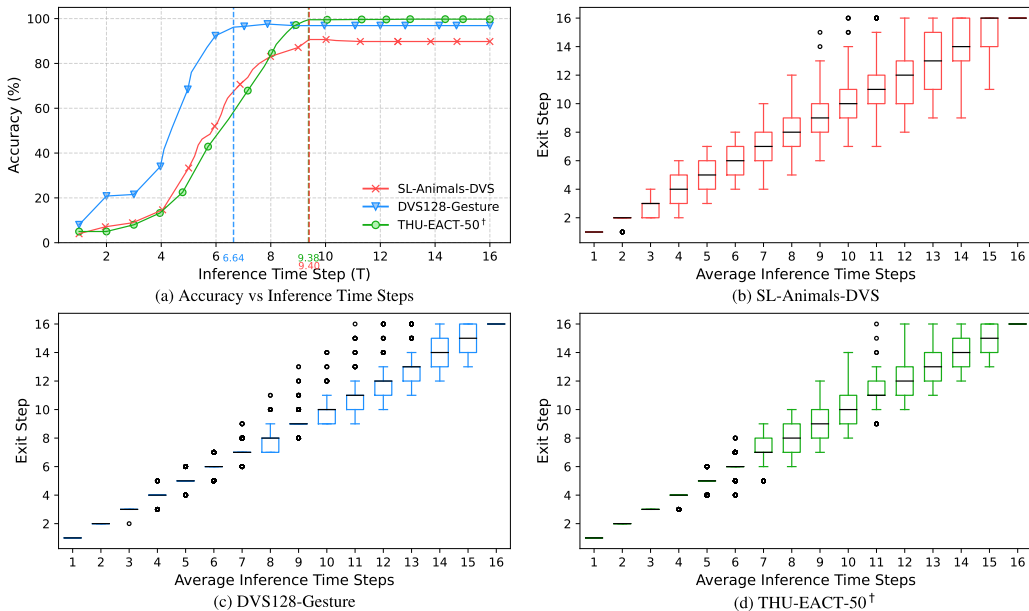 100
80
60
40
20
0
Accuracy (%)
SL-Animals-DVS
DVS128-Gesture
THU-EACT-50†
2 4 6 8 10 12 14 16
6.64
9.38
9.40
Inference Time Step (T)
(a) Accuracy vs Inference Time Steps
16
14
12
10
8
6
4
2
Exit Step
1 2 3 4 5 6 7 8 9 10 11 12 13 14 15 16
Average Inference Time Steps
(b) SL-Animals-DVS
16
14
12
10
8
6
4
2
Exit Step
1 2 3 4 5 6 7 8 9 10 11 12 13 14 15 16
Average Inference Time Steps
(c) DVS128-Gesture
16
14
12
10
8
6
4
2
Exit Step
1 2 3 4 5 6 7 8 9 10 11 12 13 14 15 16
Average Inference Time Steps
(d) THU-EACT-50†